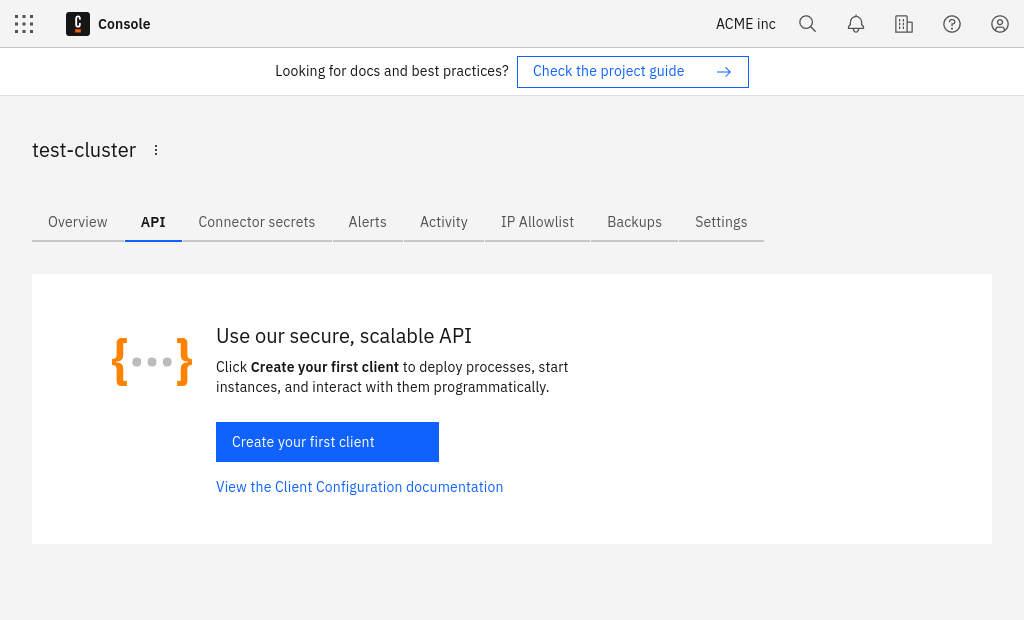 Console
ACME inc
Looking for docs and best practices? Check the project guide
test-cluster
Overview API Connector secrets Alerts Activity IP Allowlist Backups Settings
Use our secure, scalable API
Click Create your first client to deploy processes, start
instances, and interact with them programmatically.
Create your first client
View the Client Configuration documentation